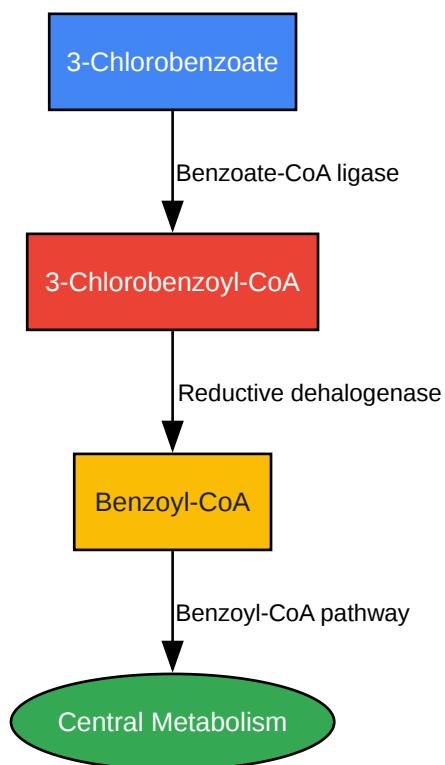 3-Chlorobenzoate
Benzoate-CoA ligase
3-Chlorobenzoyl-CoA
Reductive dehalogenase
Benzoyl-CoA
Benzoyl-CoA pathway
Central Metabolism